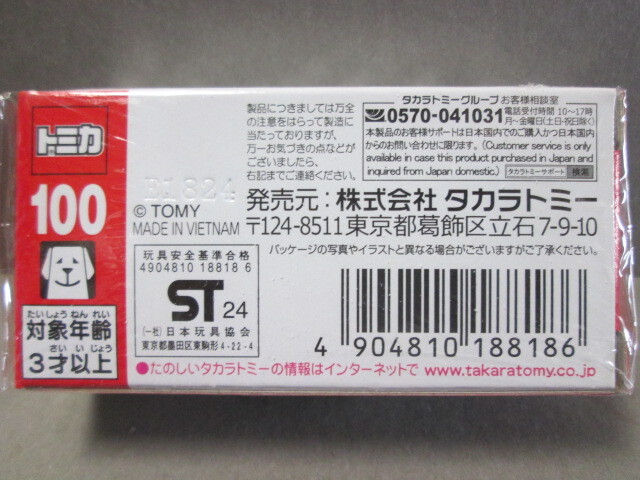 トミカ
100
たいしょうねんれい
対象年齢
さいいじょう
3才以上
製品につきましては万全
の注意をはらって製造に
当たっておりますが、
万一お気づきの点などが
ございましたら、
右記までご連絡ください。
タカラトミーグループ お客様相談室
0570-041031 電話受付時間 10〜17時
月〜金曜日(土・日・祝日除く)
本製品のお客様サポートは日本国内でのご購入かつ日本国内
からのお問い合わせに限ります。(Customer service is only
available in case this product purchased in Japan and
inquired from Japan domestic.) タカラトミーサポート 検索
E1824
© TOMY
MADE IN VIETNAM
発売元:株式会社 タカラトミー
〒124-8511 東京都葛飾区立石7-9-10
パッケージの写真やイラストと異なる場合がございますがご了承ください。
玩具安全基準合格
4904810 18818 6
ST 24
(一社)日本玩具協会
東京都墨田区東駒形4-22-4
4 904810 188186
●たのしいタカラトミーの情報はインターネットで www.takaratomy.co.jp